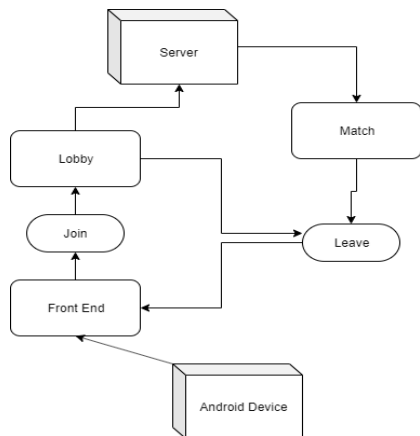 Server
Match
Lobby
Join
Leave
Front End
Android Device